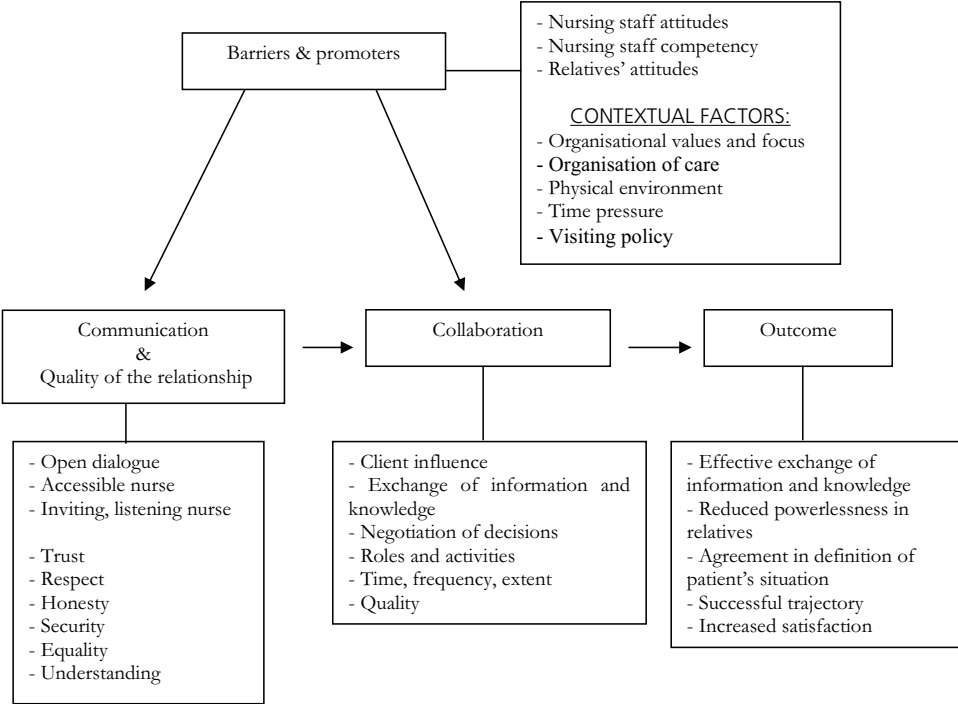 Barriers & promoters
- Nursing staff attitudes
- Nursing staff competency
- Relatives’ attitudes
CONTEXTUAL FACTORS:
- Organisational values and focus
- Organisation of care
- Physical environment
- Time pressure
- Visiting policy
Communication
&
Quality of the relationship
Collaboration
Outcome
- Open dialogue
- Accessible nurse
- Inviting, listening nurse
- Trust
- Respect
- Honesty
- Security
- Equality
- Understanding
- Client influence
- Exchange of information and
knowledge
- Negotiation of decisions
- Roles and activities
- Time, frequency, extent
- Quality
- Effective exchange of
information and knowledge
- Reduced powerlessness in
relatives
- Agreement in definition of
patient’s situation
- Successful trajectory
- Increased satisfaction